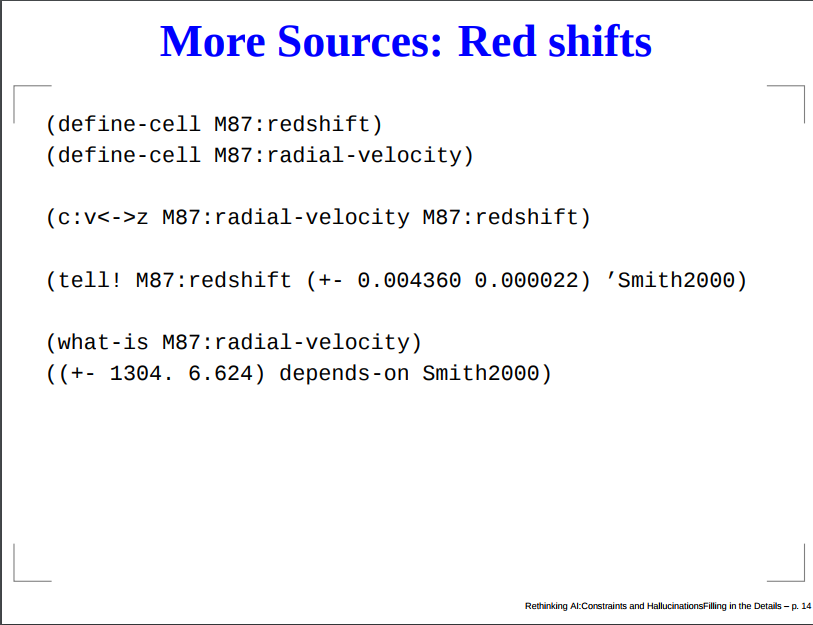 More Sources: Red shifts
(define-cell M87:redshift)
(define-cell M87:radial-velocity)
(c:v<->z M87:radial-velocity M87:redshift)
(tell! M87:redshift (+- 0.004360 0.000022) ’Smith2000)
(what-is M87:radial-velocity)
((+- 1304. 6.624) depends-on Smith2000)
Rethinking AI:Constraints and HallucinationsFilling in the Details – p. 14